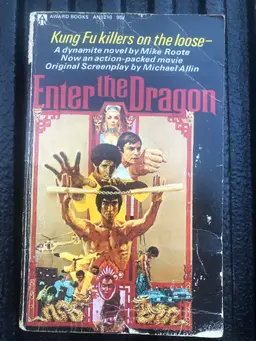 AWARD BOOKS AN1210 95¢
Kung Fu killers on the loose–
A dynamite novel by Mike Roote
Now an action-packed movie
Original Screenplay by Michael Allin
Enter the Dragon